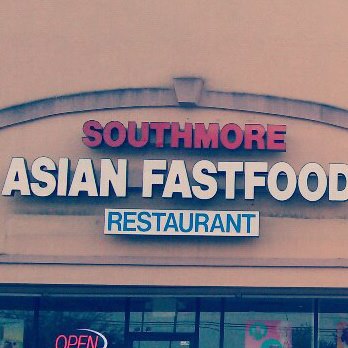 SOUTHMORE
ASIAN FASTFOOD
RESTAURANT
OPEN